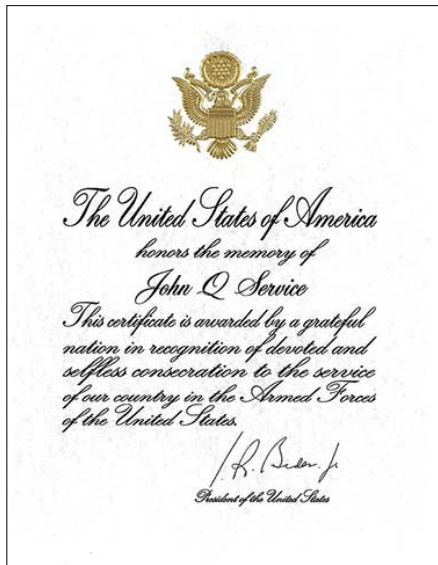 The United States of America
honors the memory of
John Q Service
This certificate is awarded by a grateful
nation in recognition of devoted and
selfless consecration to the service
of our country in the Armed Forces
of the United States.
J. R. Biden, Jr
President of the United States